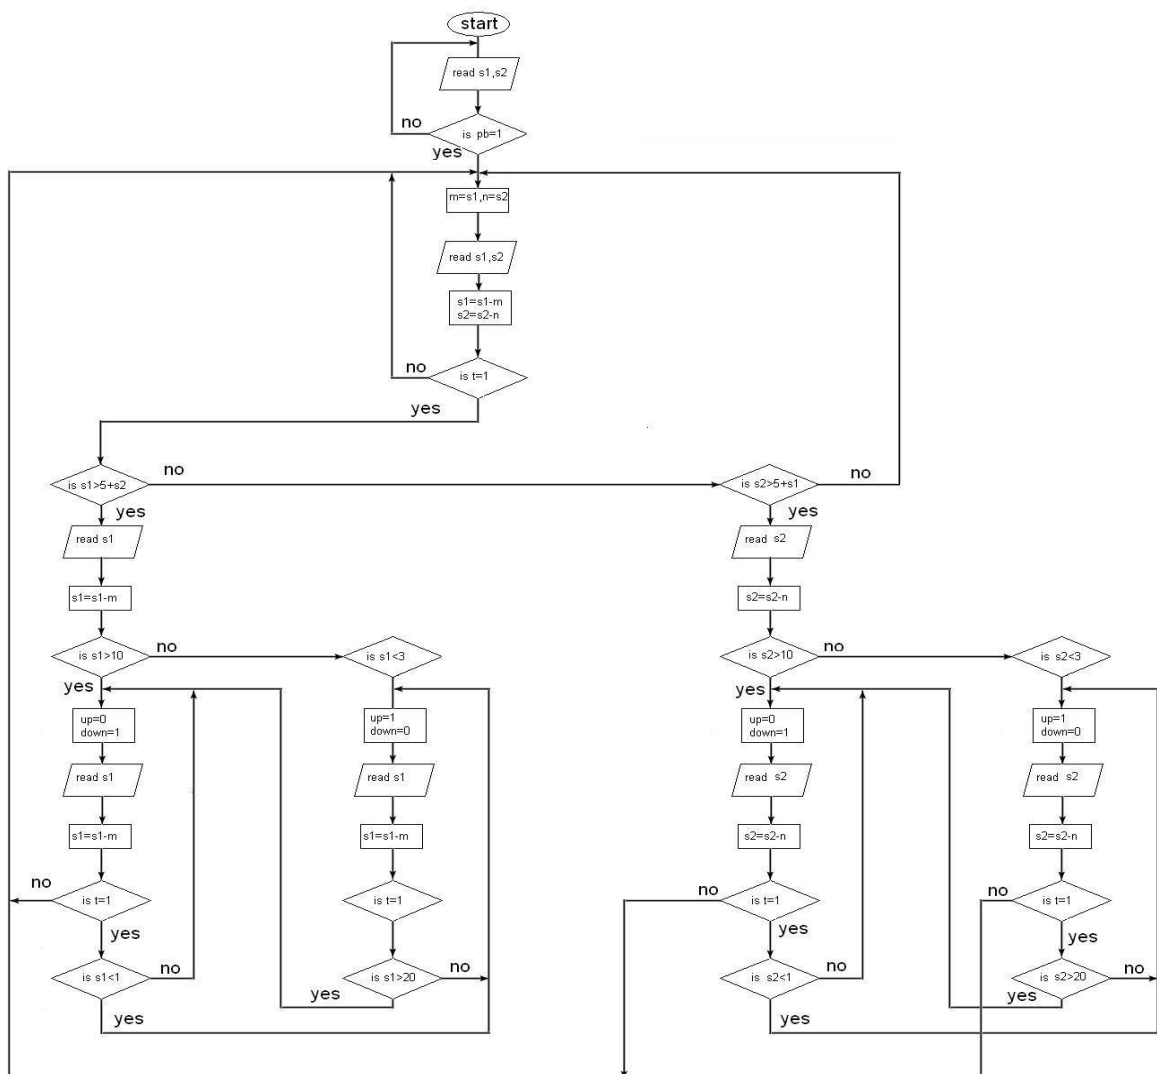 start
read s1,s2
no
is pb=1
yes
m=s1,n=s2
read s1,s2
s1=s1-m
s2=s2-n
no
is t=1
yes
is s1>5+s2
no
is s2>5+s1
no
yes
yes
read s1
read s2
s1=s1-m
s2=s2-n
is s1>10
no
is s1<3
is s2>10
no
is s2<3
yes
yes
up=0
down=1
up=1
down=0
up=0
down=1
up=1
down=0
read s1
read s1
read s2
read s2
s1=s1-m
s1=s1-m
s2=s2-n
s2=s2-n
no
is t=1
is t=1
no
is t=1
no
is t=1
yes
yes
yes
is s1<1
no
is s1>20
no
is s2<1
no
is s2>20
no
yes
yes
yes
yes